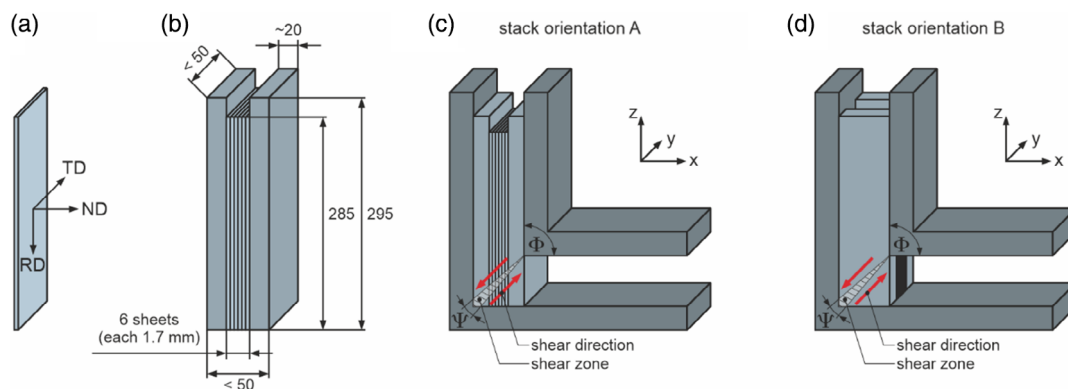 (a)
TD
ND
RD
(b)
< 50
~20
285
295
6 sheets
(each 1.7 mm)
< 50
(c)
stack orientation A
z
y
x
Φ
Ψ
shear direction
shear zone
(d)
stack orientation B
z
y
x
Φ
Ψ
shear direction
shear zone